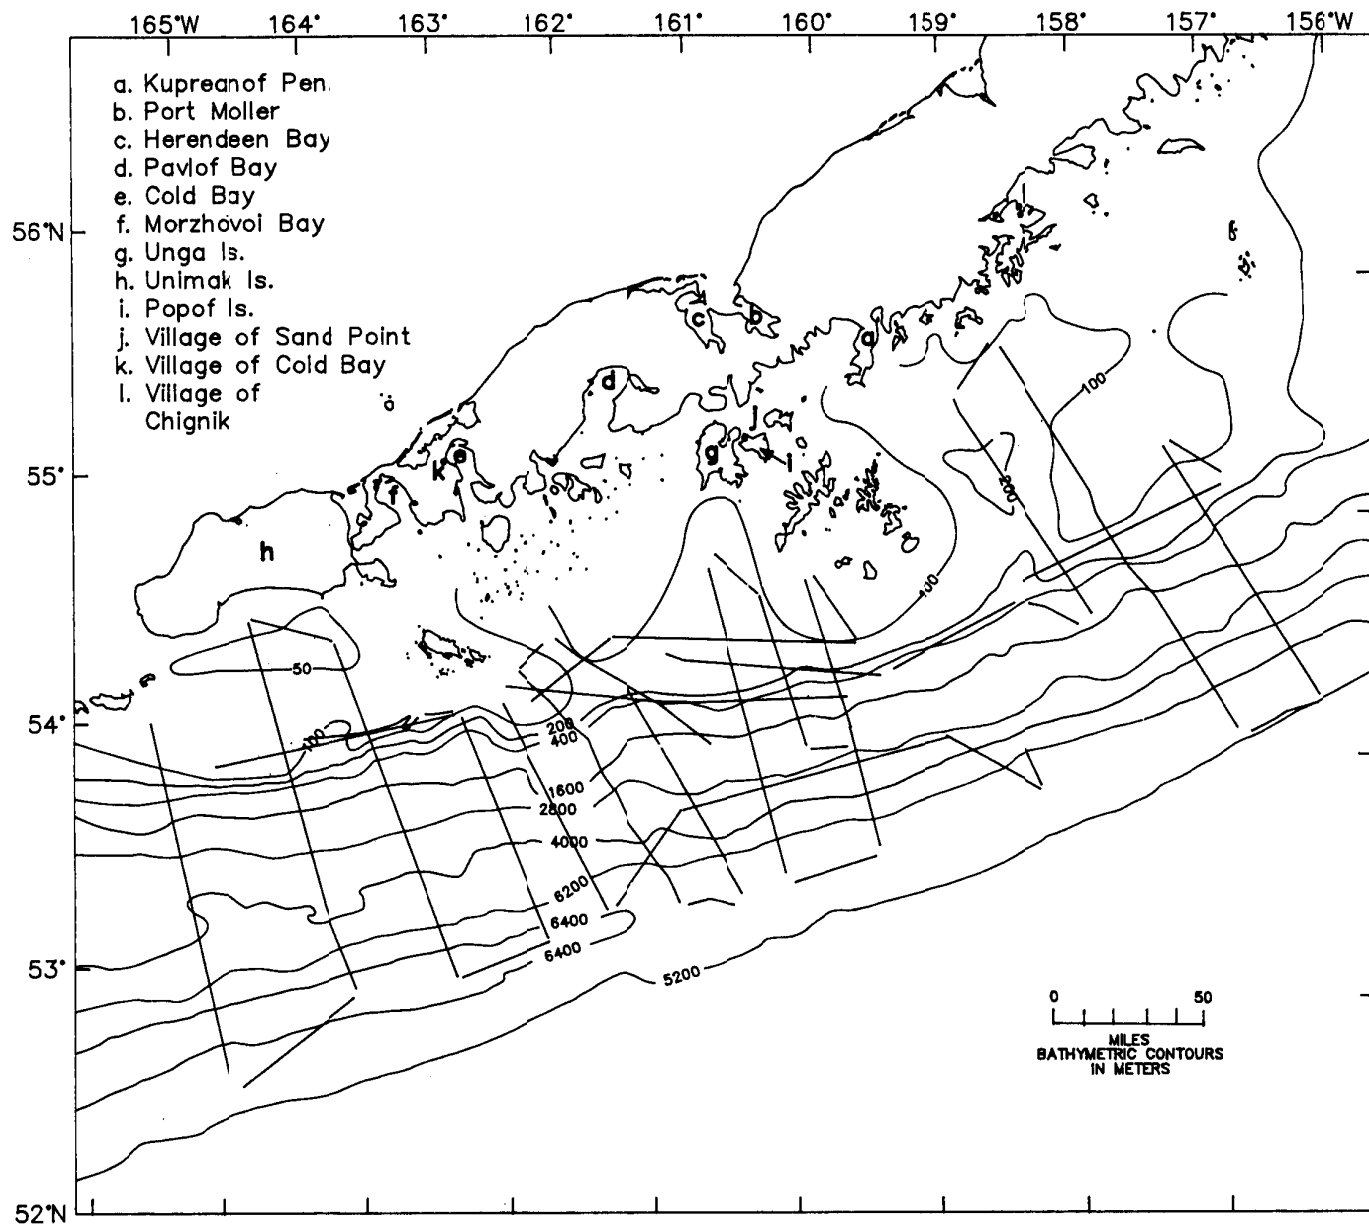 165°W 164° 163° 162° 161° 160° 159° 158° 157° 156°W
a. Kupreanof Pen.
b. Port Moller
c. Herendeen Bay
d. Pavlof Bay
e. Cold Bay
f. Morzhovoi Bay
g. Unga Is.
h. Unimak Is.
i. Popof Is.
j. Village of Sand Point
k. Village of Cold Bay
l. Village of
Chignik
56°N
55°
54°
53°
52°N
c
b
a
d
100
j
g
i
e
k
f
200
h
100
50
100
200
400
1600
2800
4000
6200
6400
6400
5200
0 50
MILES
BATHYMETRIC CONTOURS
IN METERS